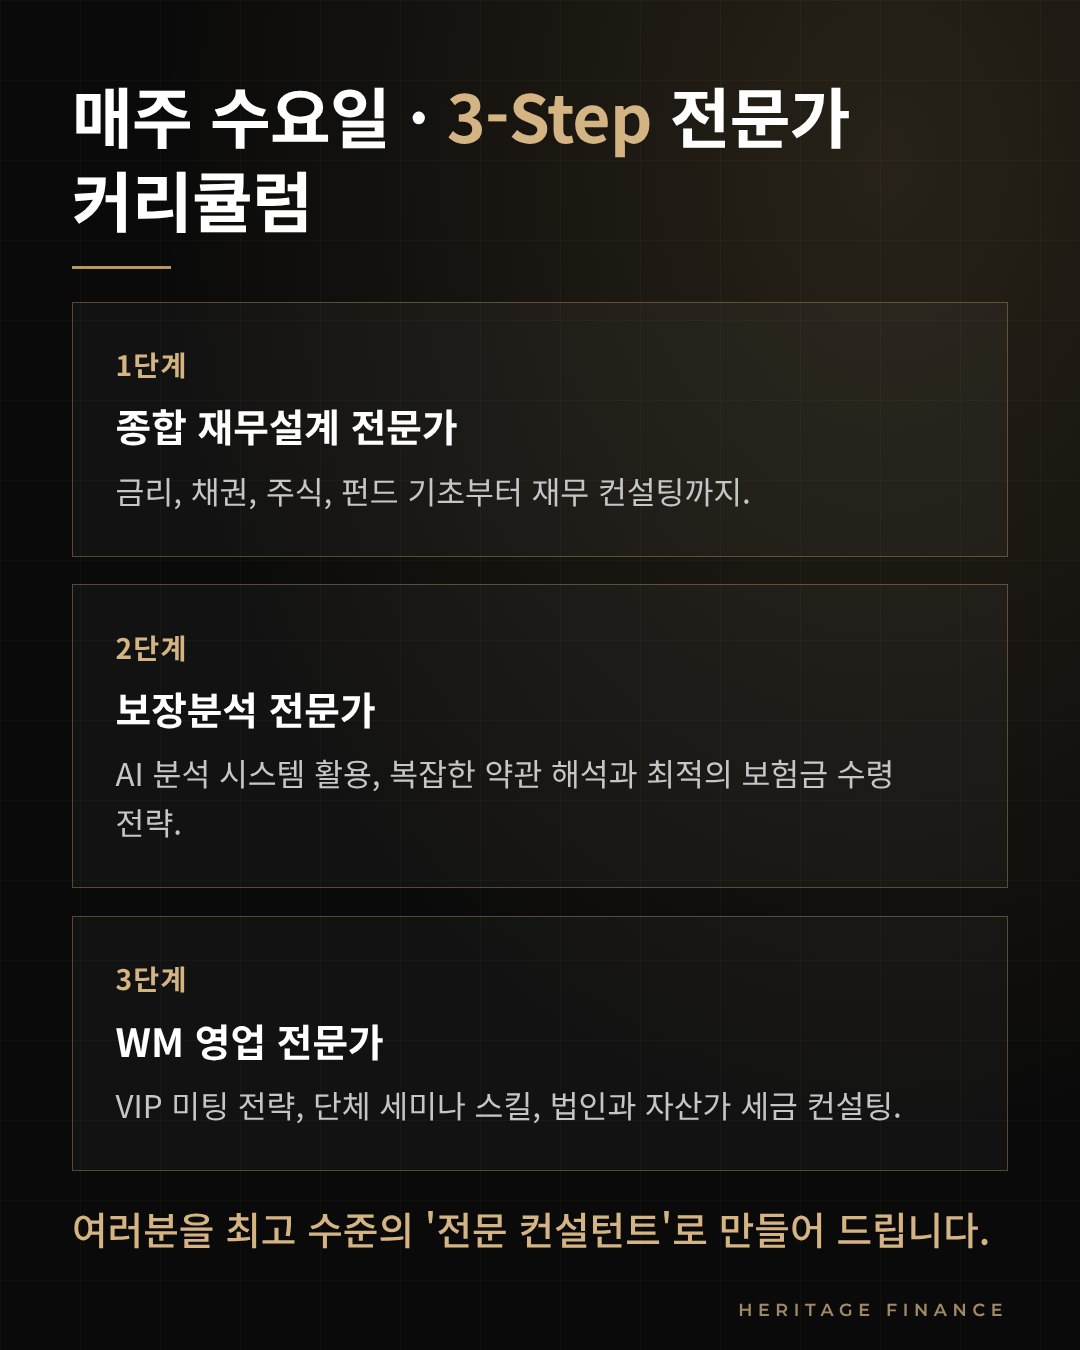 매주 수요일 · 3-Step 전문가
커리큘럼
1단계
종합 재무설계 전문가
금리, 채권, 주식, 펀드 기초부터 재무 컨설팅까지.
2단계
보장분석 전문가
AI 분석 시스템 활용, 복잡한 약관 해석과 최적의 보험금 수령
전략.
3단계
WM 영업 전문가
VIP 미팅 전략, 단체 세미나 스킬, 법인과 자산가 세금 컨설팅.
여러분을 최고 수준의 '전문 컨설턴트'로 만들어 드립니다.
HERITAGE FINANCE